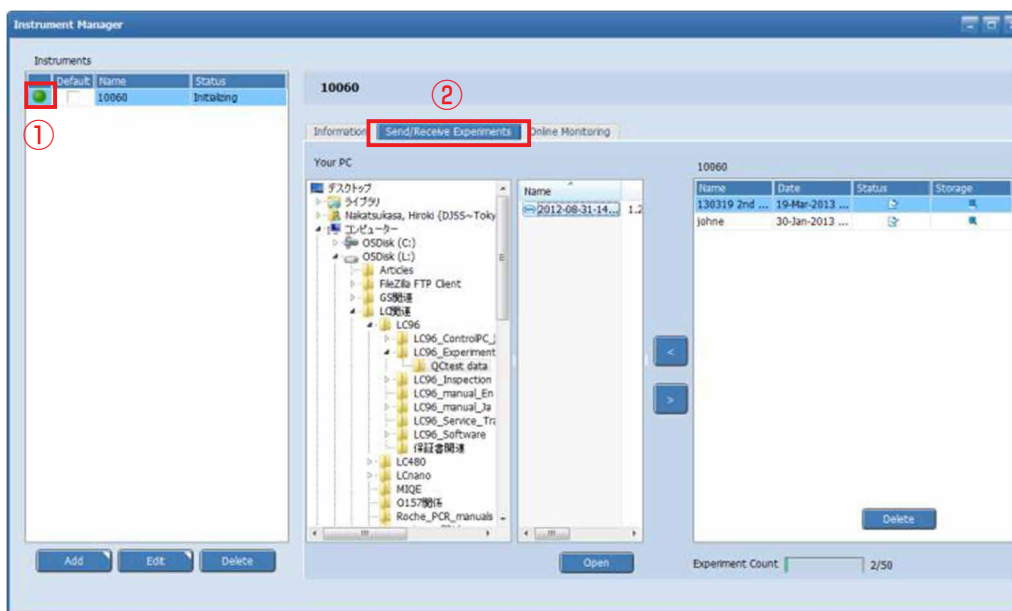 Instrument Manager
Instruments
Default Name Status
10060 Initializing
①
10060
②
Information Send/Receive Experiments Online Monitoring
Your PC
デスクトップ
ライブラリ
Nakatsukasa, Hiroki {DJSS~Toky
コンピューター
OSDisk (C:)
OSDisk (L:)
Articles
FileZilla FTP Client
GS関連
LC関連
LC96
LC96_ControlPC_
LC96_Experiment
QCtest data
LC96_Inspection
LC96_manual_En
LC96_manual_Ja
LC96_Service_Tra
LC96_Software
保証書関連
LC480
LCnano
MIQE
O157関係
Roche_PCR_manuals
Name
2012-08-31-14... 1.2
Open
<
>
10060
Name Date Status Storage
130319 2nd ... 19-Mar-2013 ...
johne 30-Jan-2013 ...
Delete
Experiment Count 2/50
Add Edit Delete